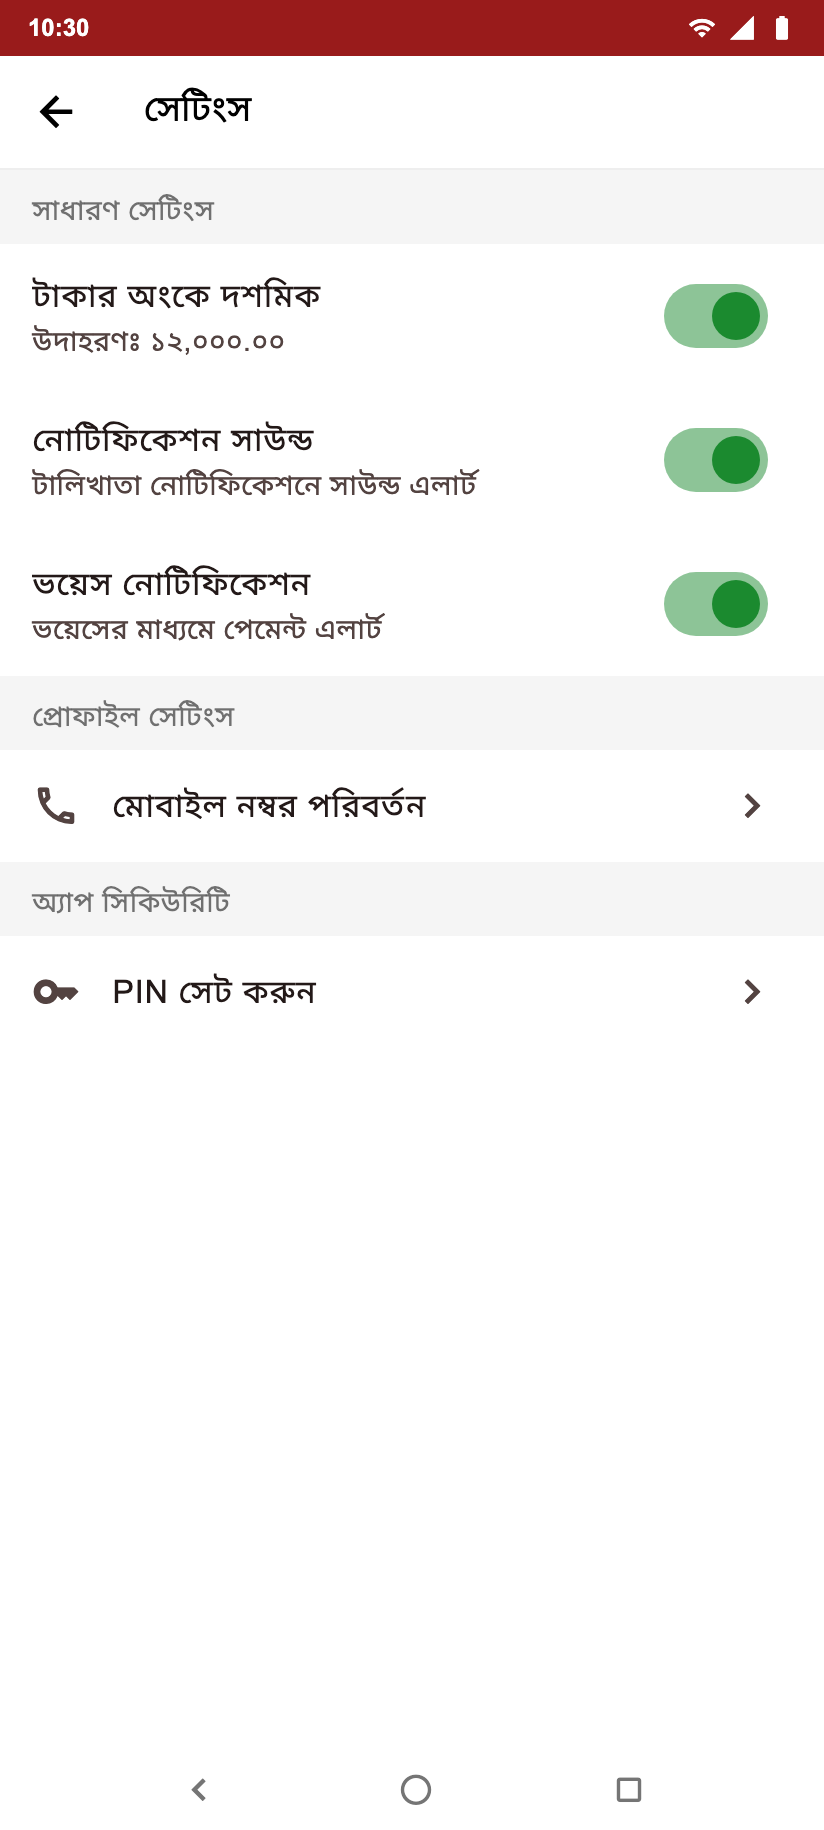 10:30
সেটিংস
সাধারণ সেটিংস
টাকার অংকে দশমিক
উদাহরণঃ ১২,০০০.০০
নোটিফিকেশন সাউন্ড
টালিখাতা নোটিফিকেশনে সাউন্ড এলার্ট
ভয়েস নোটিফিকেশন
ভয়েসের মাধ্যমে পেমেন্ট এলার্ট
প্রোফাইল সেটিংস
মোবাইল নম্বর পরিবর্তন
অ্যাপ সিকিউরিটি
PIN সেট করুন